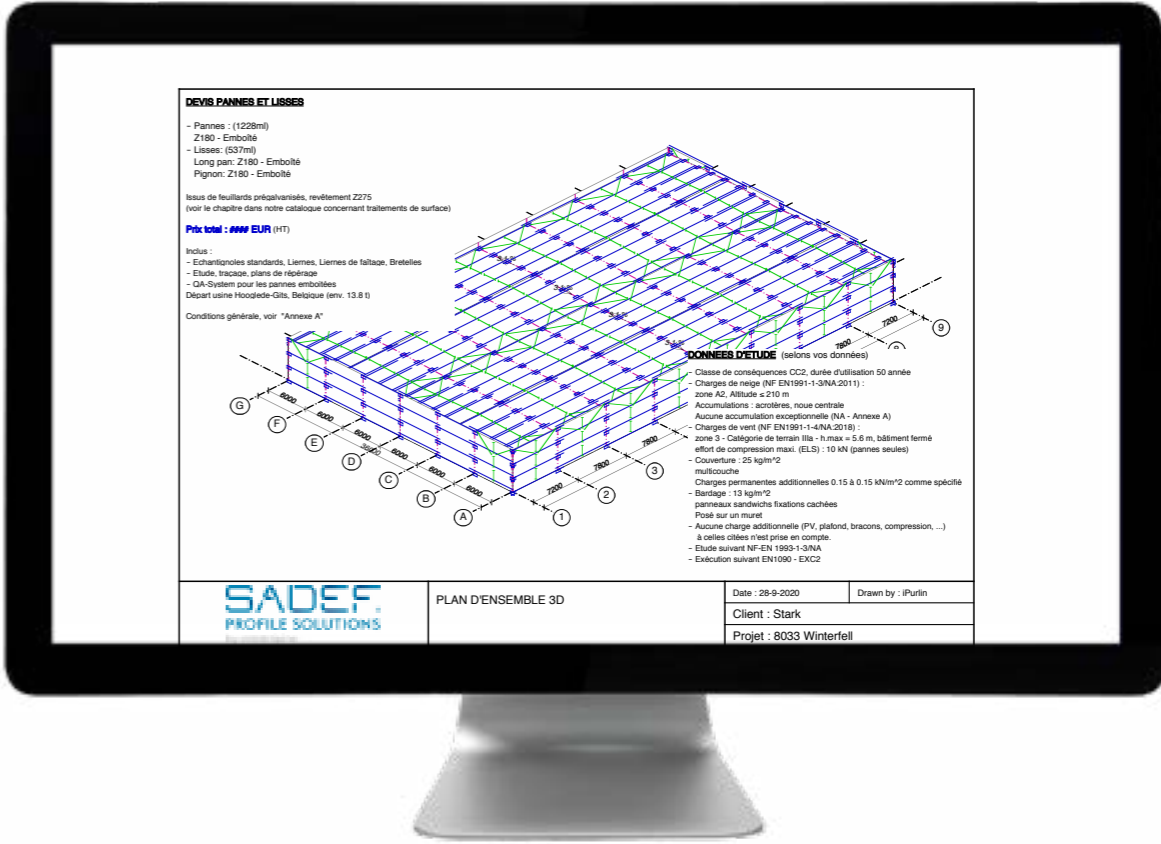 DEVIS PANNES ET LISSES
- Pannes : (1228ml)
Z180 - Emboîté
- Lisses: (537ml)
Long pan: Z180 - Emboîté
Pignon: Z180 - Emboîté
Issus de feuillards prégalvanisés, revêtement Z275
(voir le chapitre dans notre catalogue concernant traitements de surface)
Prix total : #### EUR (HT)
Inclus :
- Echantignoles standards, Liernes, Liernes de faîtage, Bretelles
- Etude, traçage, plans de répérage
- QA-System pour les pannes emboîtées
Départ usine Hooglede-Gits, Belgique (env. 13.8 t)
Conditions générale, voir "Annexe A"
9
7200
7800
G
F
E
D
C
B
A
6000
6000
6000
6000
6000
6000
36000
1
2
3
7200
7800
7800
DONNEES D'ETUDE (selons vos données)
- Classe de conséquences CC2, durée d'utilisation 50 année
- Charges de neige (NF EN1991-1-3/NA:2011) :
zone A2, Altitude ≤ 210 m
Accumulations : acrotères, noue centrale
Aucune accumulation exceptionnelle (NA - Annexe A)
- Charges de vent (NF EN1991-1-4/NA:2018) :
zone 3 - Catégorie de terrain IIIa - h.max = 5.6 m, bâtiment fermé
effort de compression maxi. (ELS) : 10 kN (pannes seules)
- Couverture : 25 kg/m^2
multicouche
Charges permanentes additionnelles 0.15 à 0.15 kN/m^2 comme spécifié
- Bardage : 13 kg/m^2
panneaux sandwichs fixations cachées
Posé sur un muret
- Aucune charge additionnelle (PV, plafond, bracons, compression, ...)
à celles citées n'est prise en compte.
- Etude suivant NF-EN 1993-1-3/NA
- Exécution suivant EN1090 - EXC2
SADEF
PROFILE SOLUTIONS
PLAN D'ENSEMBLE 3D
Date : 28-9-2020
Drawn by : iPurlin
Client : Stark
Projet : 8033 Winterfell